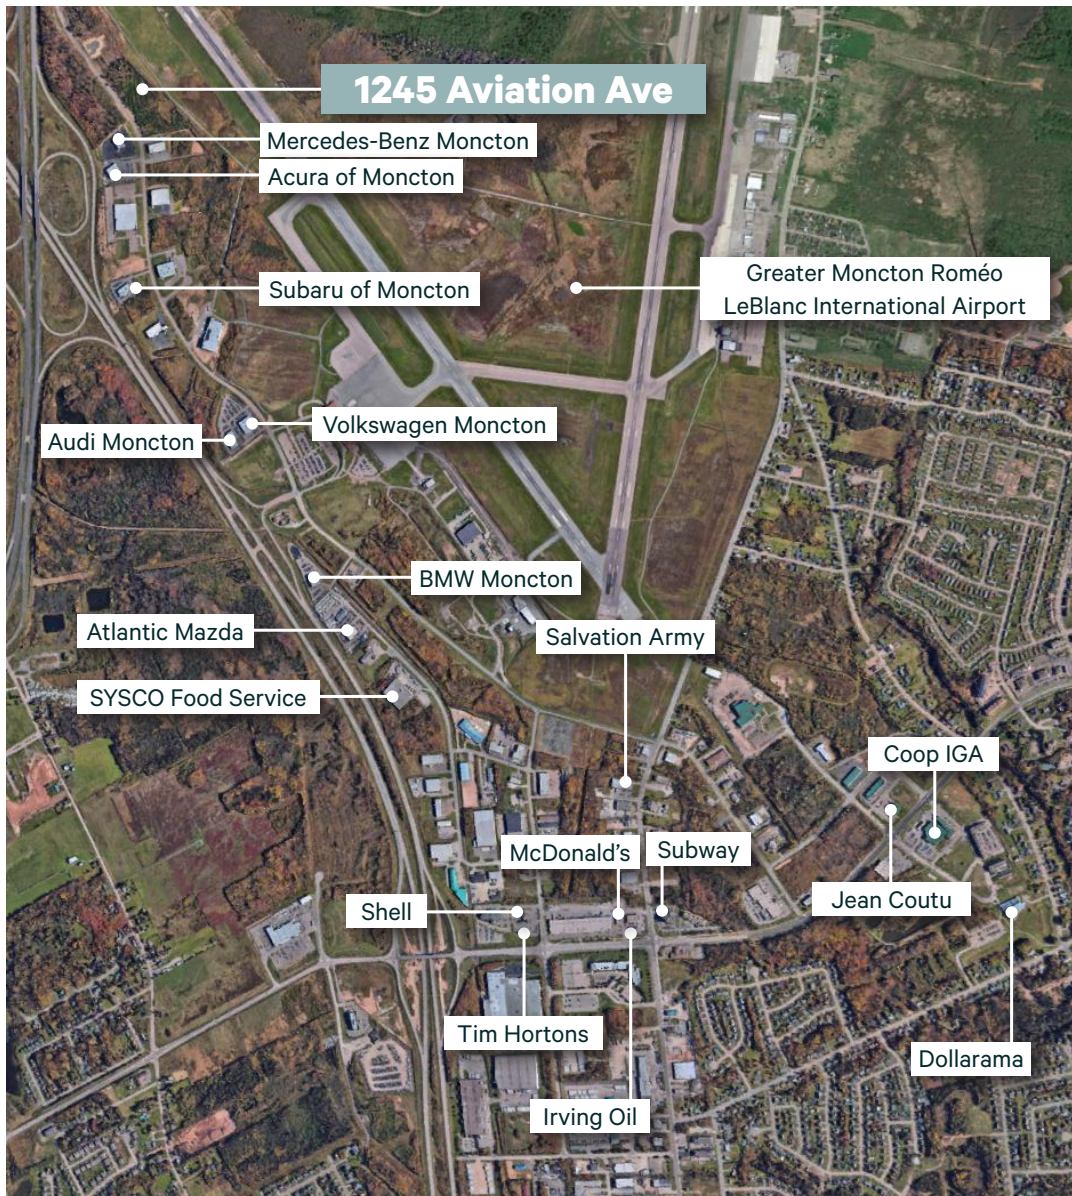 1245 Aviation Ave
Mercedes-Benz Moncton
Acura of Moncton
Greater Moncton Roméo
LeBlanc International Airport
Subaru of Moncton
Volkswagen Moncton
Audi Moncton
BMW Moncton
Atlantic Mazda
Salvation Army
SYSCO Food Service
Coop IGA
McDonald's
Subway
Jean Coutu
Shell
Tim Hortons
Dollarama
Irving Oil